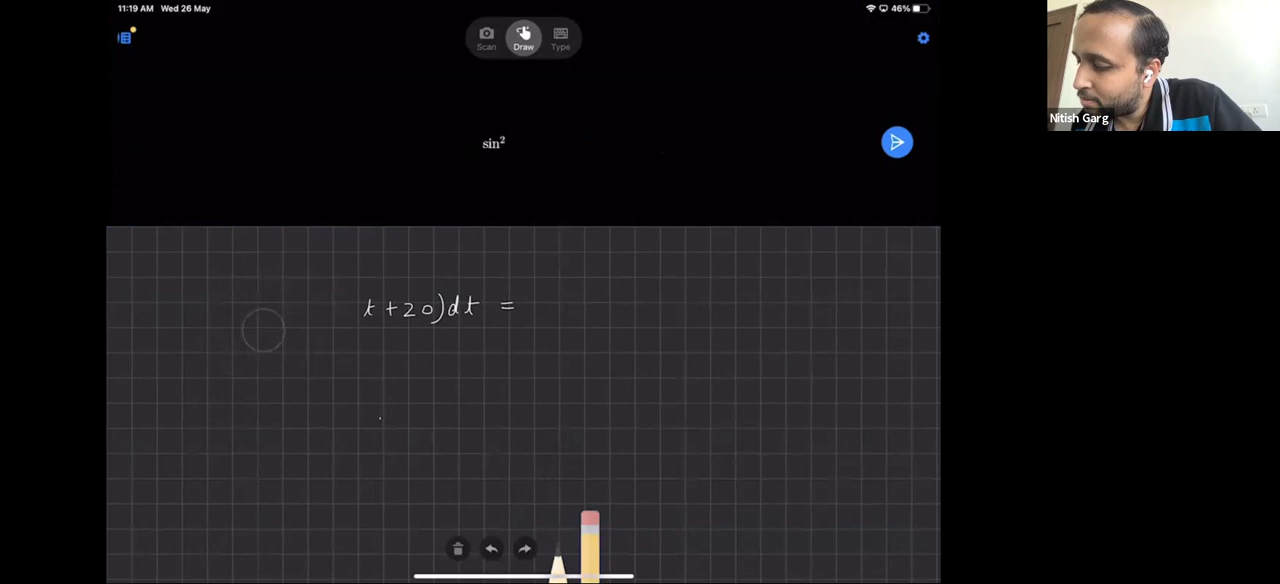 11:19 AM Wed 26 May
46%
Scan
Draw
Type
sin²
Nitish Garg
t + 20)dt =